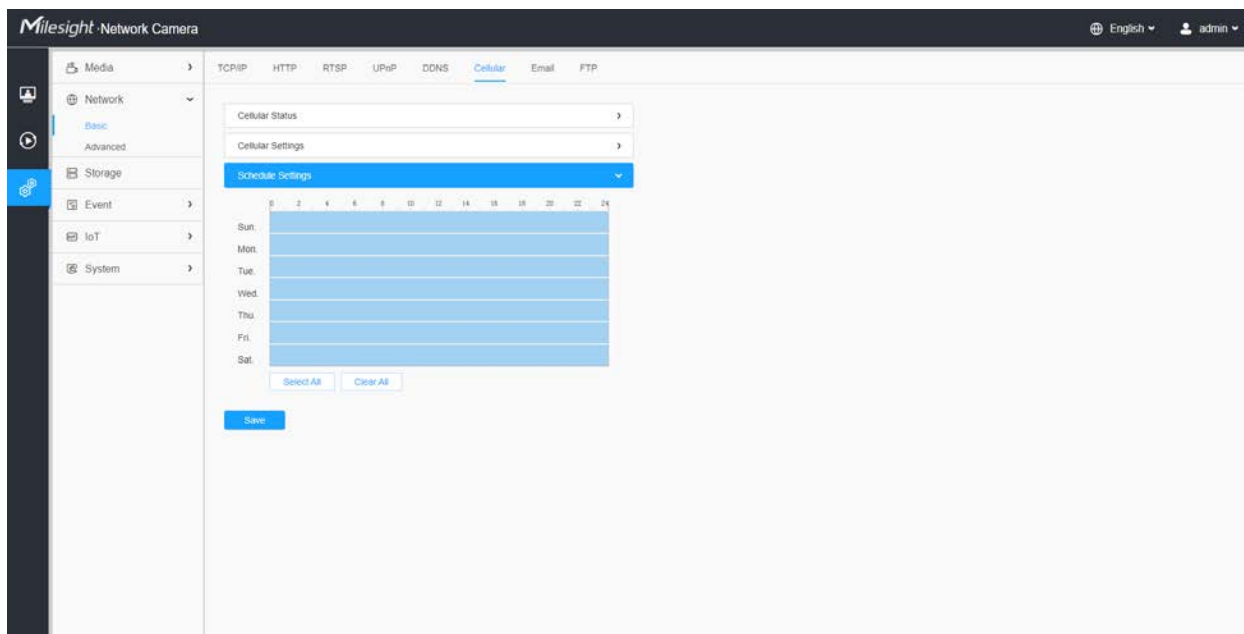 Milesight ·Network Camera
English
admin
Media
TCP/IP HTTP RTSP UPnP DDNS Cellular Email FTP
Network
Basic
Advanced
Storage
Event
IoT
System
Cellular Status
Cellular Settings
Schedule Settings
0 2 4 6 8 10 12 14 16 18 20 22 24
Sun.
Mon.
Tue.
Wed.
Thu.
Fri.
Sat.
Select All Clear All
Save